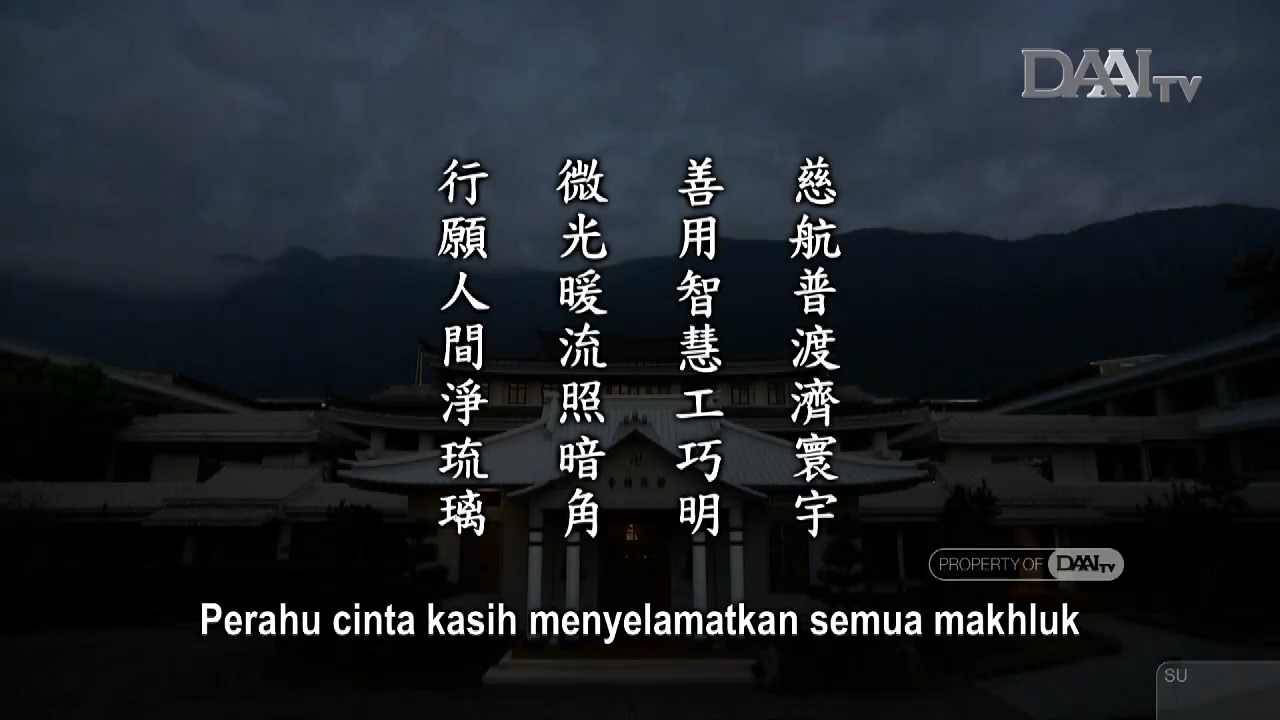 DAAI TV
慈航普渡濟寰宇
善用智慧工巧明
微光暖流照暗角
行願人間淨琉璃
PROPERTY OF DAAI TV
Perahu cinta kasih menyelamatkan semua makhluk
SU